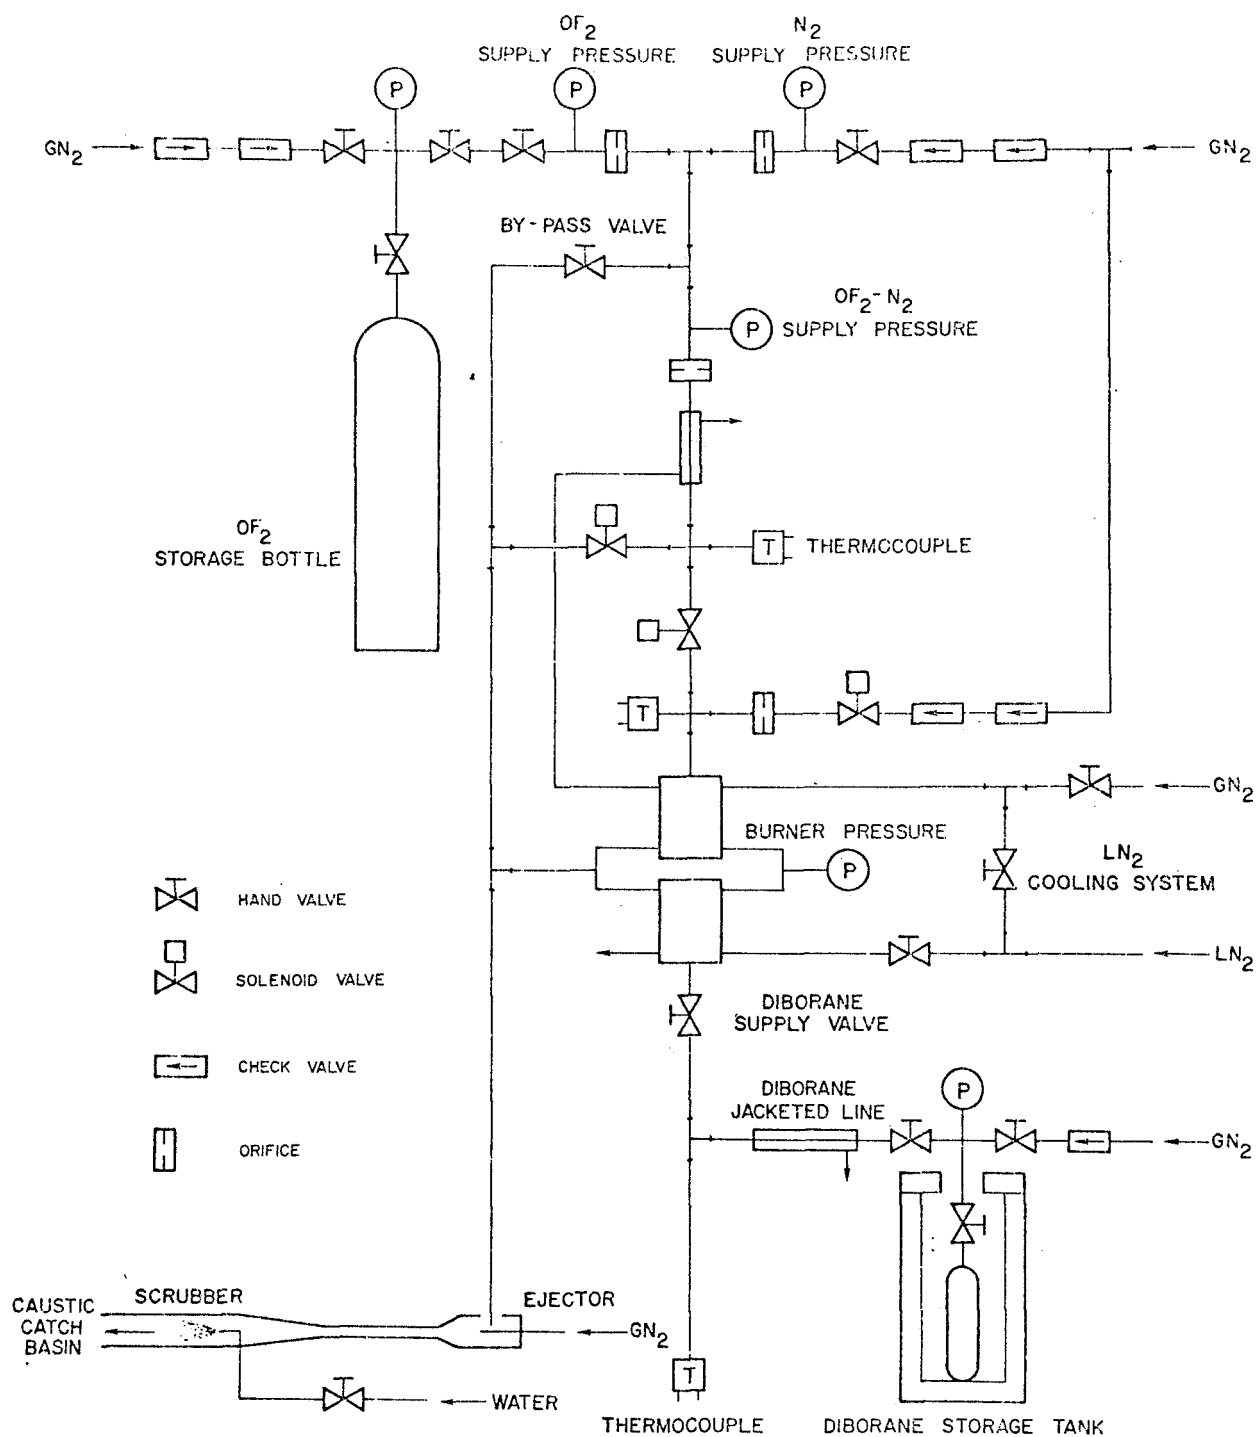 OF2
SUPPLY PRESSURE
N2
SUPPLY PRESSURE
P
P
P
GN2
GN2
BY-PASS VALVE
OF2-N2
SUPPLY PRESSURE
P
OF2
STORAGE BOTTLE
T
THERMOCOUPLE
T
GN2
BURNER PRESSURE
P
LN2
COOLING SYSTEM
HAND VALVE
SOLENOID VALVE
LN2
DIBORANE
SUPPLY VALVE
CHECK VALVE
DIBORANE
JACKETED LINE
P
GN2
ORIFICE
SCRUBBER
EJECTOR
CAUSTIC
CATCH
BASIN
GN2
T
WATER
THERMOCOUPLE
DIBORANE STORAGE TANK